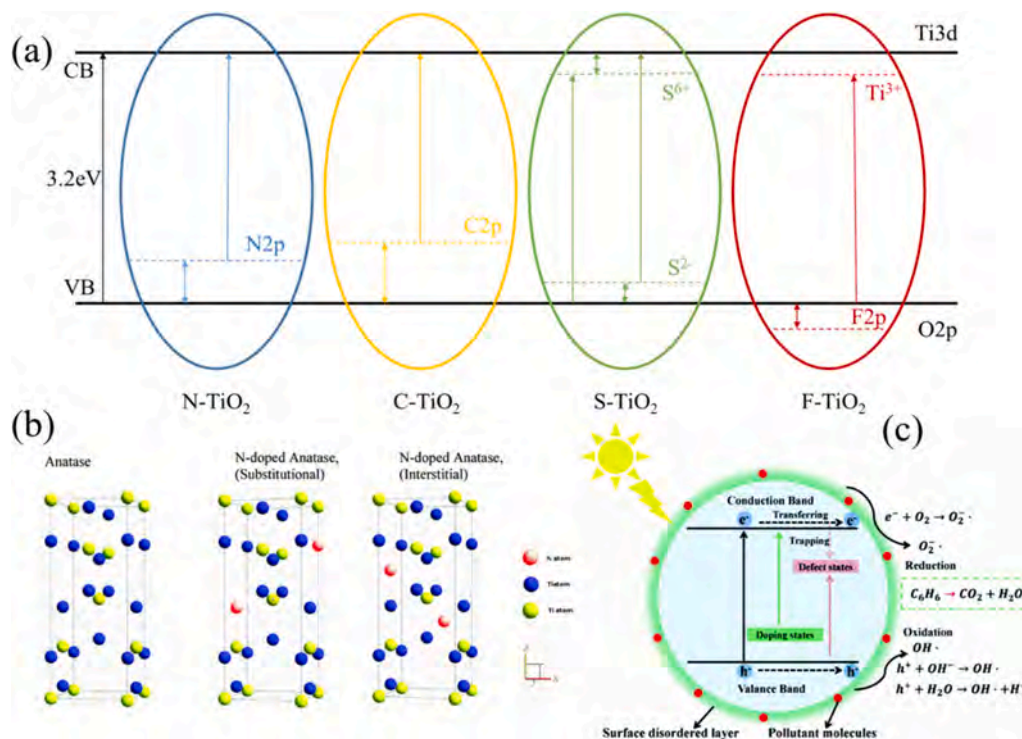 (a)
Ti3d
CB
S⁶⁺
Ti³⁺
3.2eV
N2p
C2p
S²⁻
VB
F2p
O2p
N-TiO₂
C-TiO₂
S-TiO₂
F-TiO₂
(b)
Anatase
N-doped Anatase,
(Substitutional)
N-doped Anatase,
(Interstitial)
N atom
Ti atom
Ti atom
(c)
Conduction Band
e⁻ Transferring e⁻
Trapping
Defect states
Doping states
h⁺ h⁺
Valance Band
Surface disordered layer
Pollutant molecules
e⁻ + O₂ → O₂⁻·
O₂⁻·
Reduction
C₆H₆ → CO₂ + H₂O
Oxidation
OH·
h⁺ + OH⁻ → OH·
h⁺ + H₂O → OH· + H